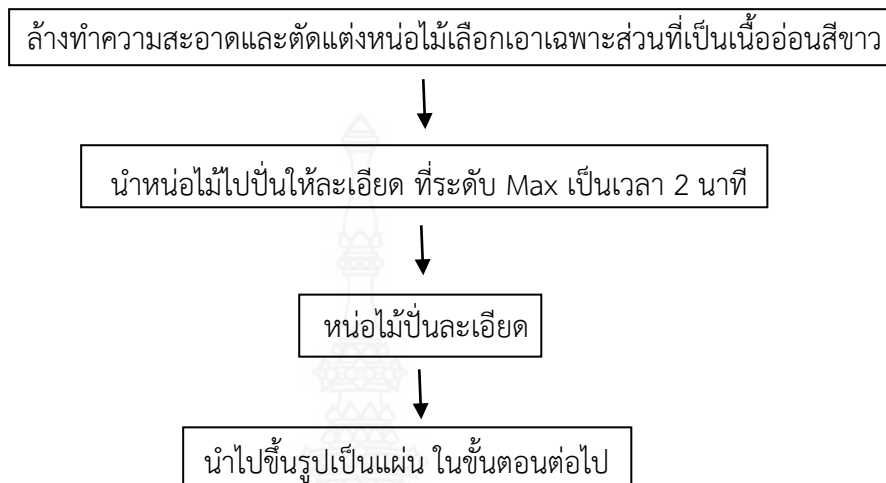 ล้างทำความสะอาดและตัดแต่งหน่อไม้เลือกเอาเฉพาะส่วนที่เป็นเนื้ออ่อนสีขาว
นำหน่อไม้ไปปั่นให้ละเอียด ที่ระดับ Max เป็นเวลา 2 นาที
หน่อไม้ปั่นละเอียด
นำไปขึ้นรูปเป็นแผ่น ในขั้นตอนต่อไป